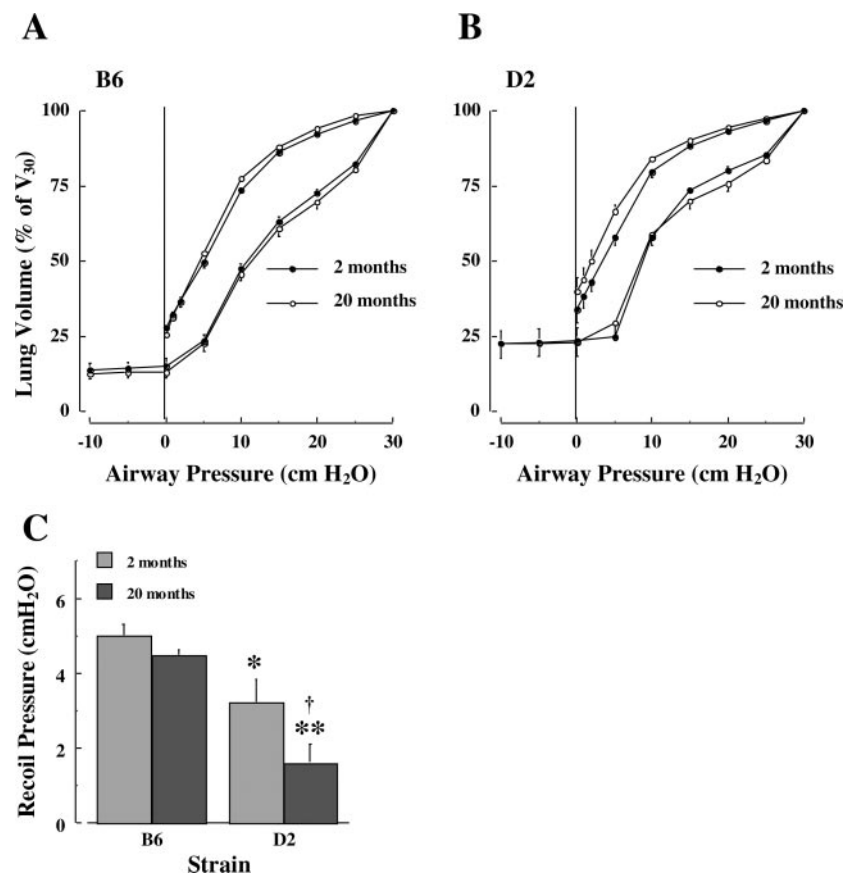 A
B
B6
D2
100
75
50
25
0
Lung Volume (% of V30)
2 months
20 months
-10
0
10
20
30
Airway Pressure (cm H2O)
100
75
50
25
0
2 months
20 months
-10
0
10
20
30
Airway Pressure (cm H2O)
C
2 months
20 months
6
4
2
0
Recoil Pressure (cmH2O)
*
†
**
B6
D2
Strain